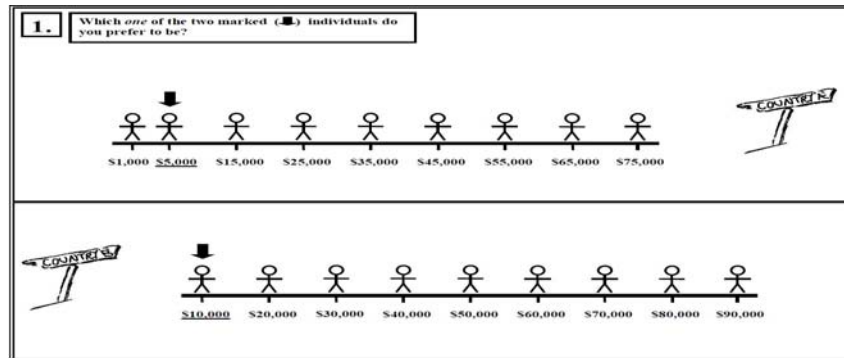 1.
Which one of the two marked (⬇) individuals do
you prefer to be?
COUNTRY A
$1,000 $5,000 $15,000 $25,000 $35,000 $45,000 $55,000 $65,000 $75,000
COUNTRY B
$10,000 $20,000 $30,000 $40,000 $50,000 $60,000 $70,000 $80,000 $90,000